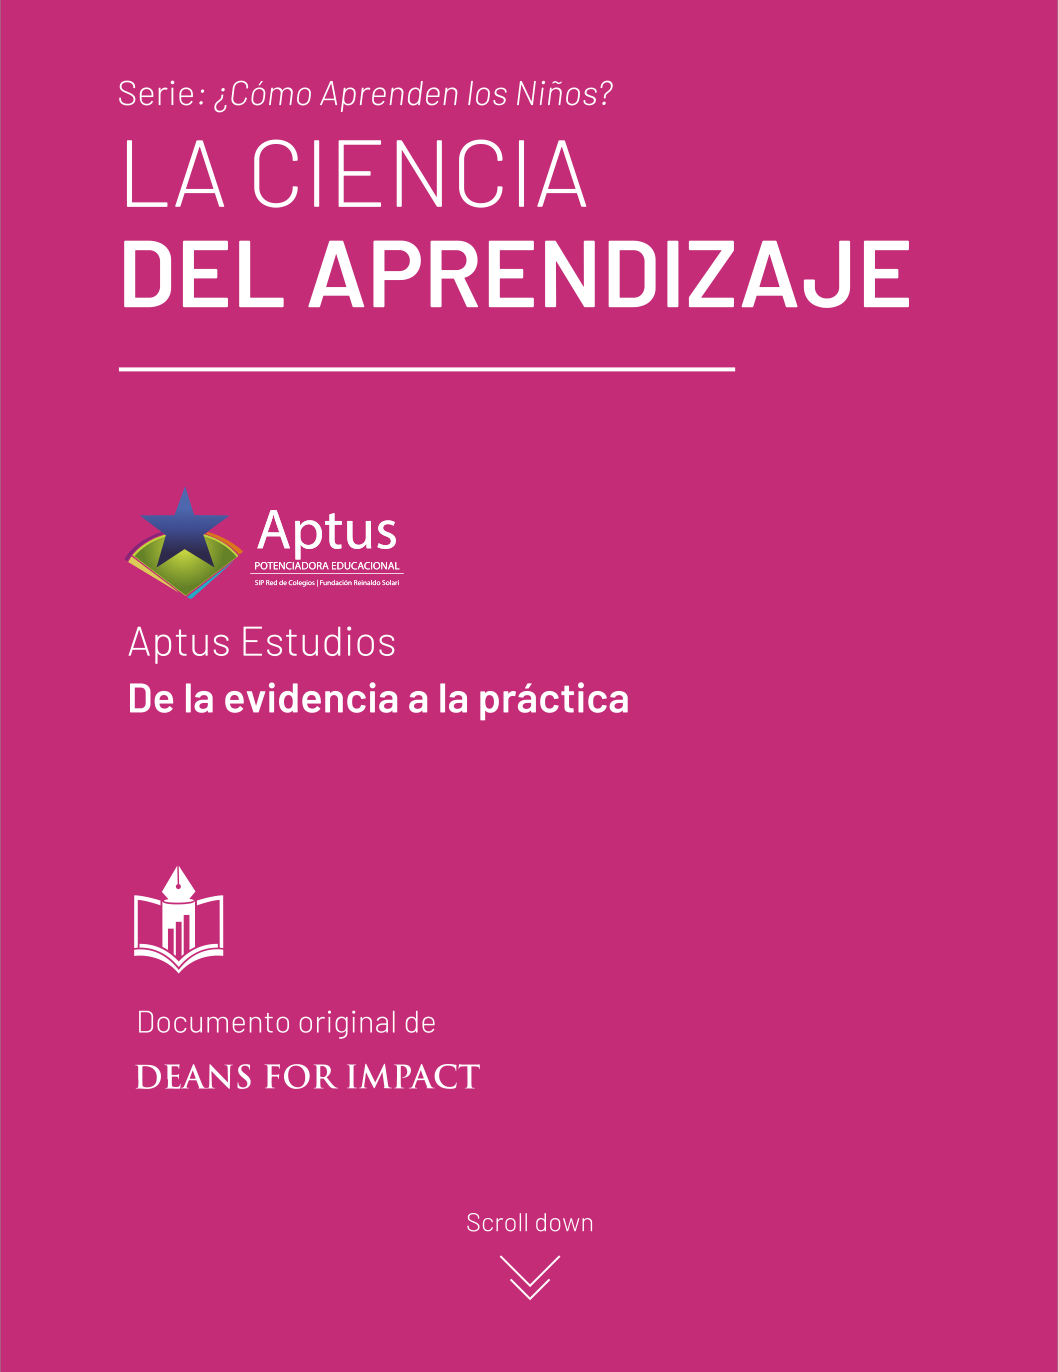 Serie: ¿Cómo Aprenden los Niños?
LA CIENCIA
DEL APRENDIZAJE
Aptus
POTENCIADORA EDUCACIONAL
SIP Red de Colegios | Fundación Reinaldo Solari
Aptus Estudios
De la evidencia a la práctica
Documento original de
DEANS FOR IMPACT
Scroll down